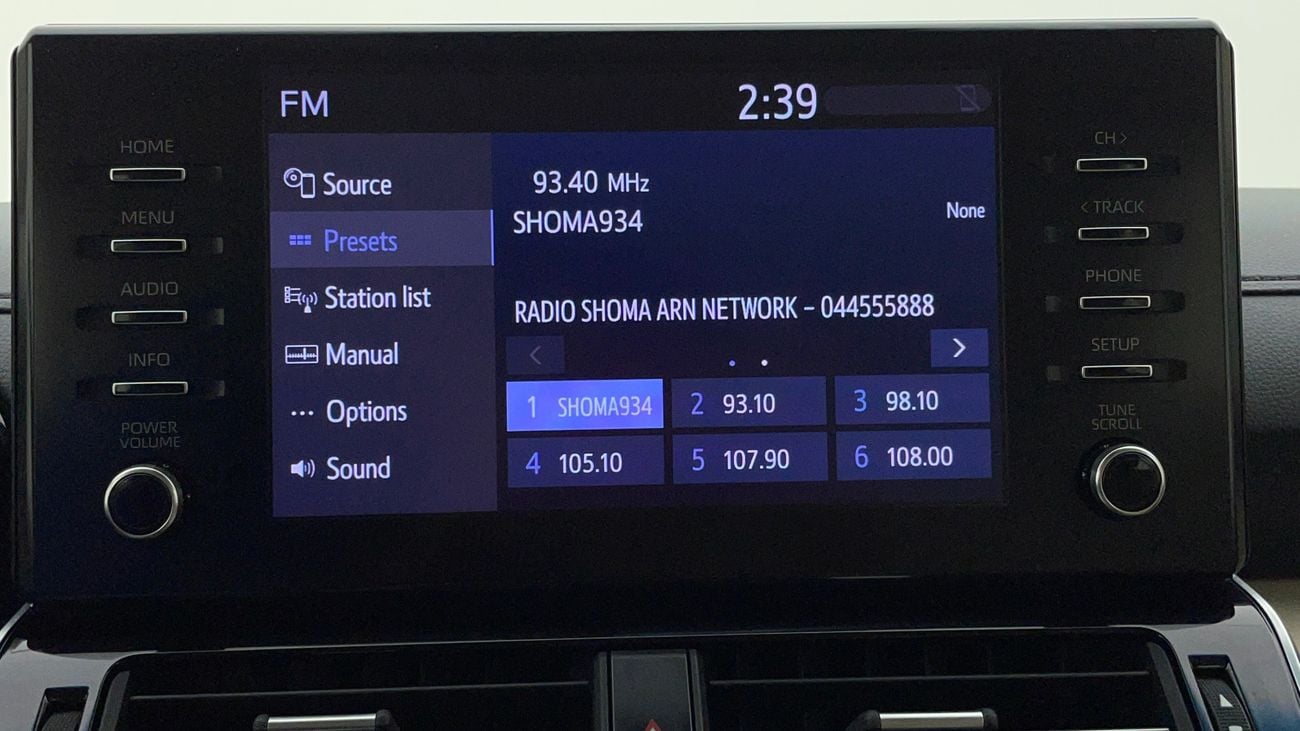 FM
2:39
HOME
MENU
AUDIO
INFO
POWER
VOLUME
Source
Presets
Station list
Manual
Options
Sound
93.40 MHz
SHOMA934
None
RADIO SHOMA ARN NETWORK – 044555888
<
>
1 SHOMA934
2 93.10
3 98.10
4 105.10
5 107.90
6 108.00
CH >
< TRACK
PHONE
SETUP
TUNE
SCROLL